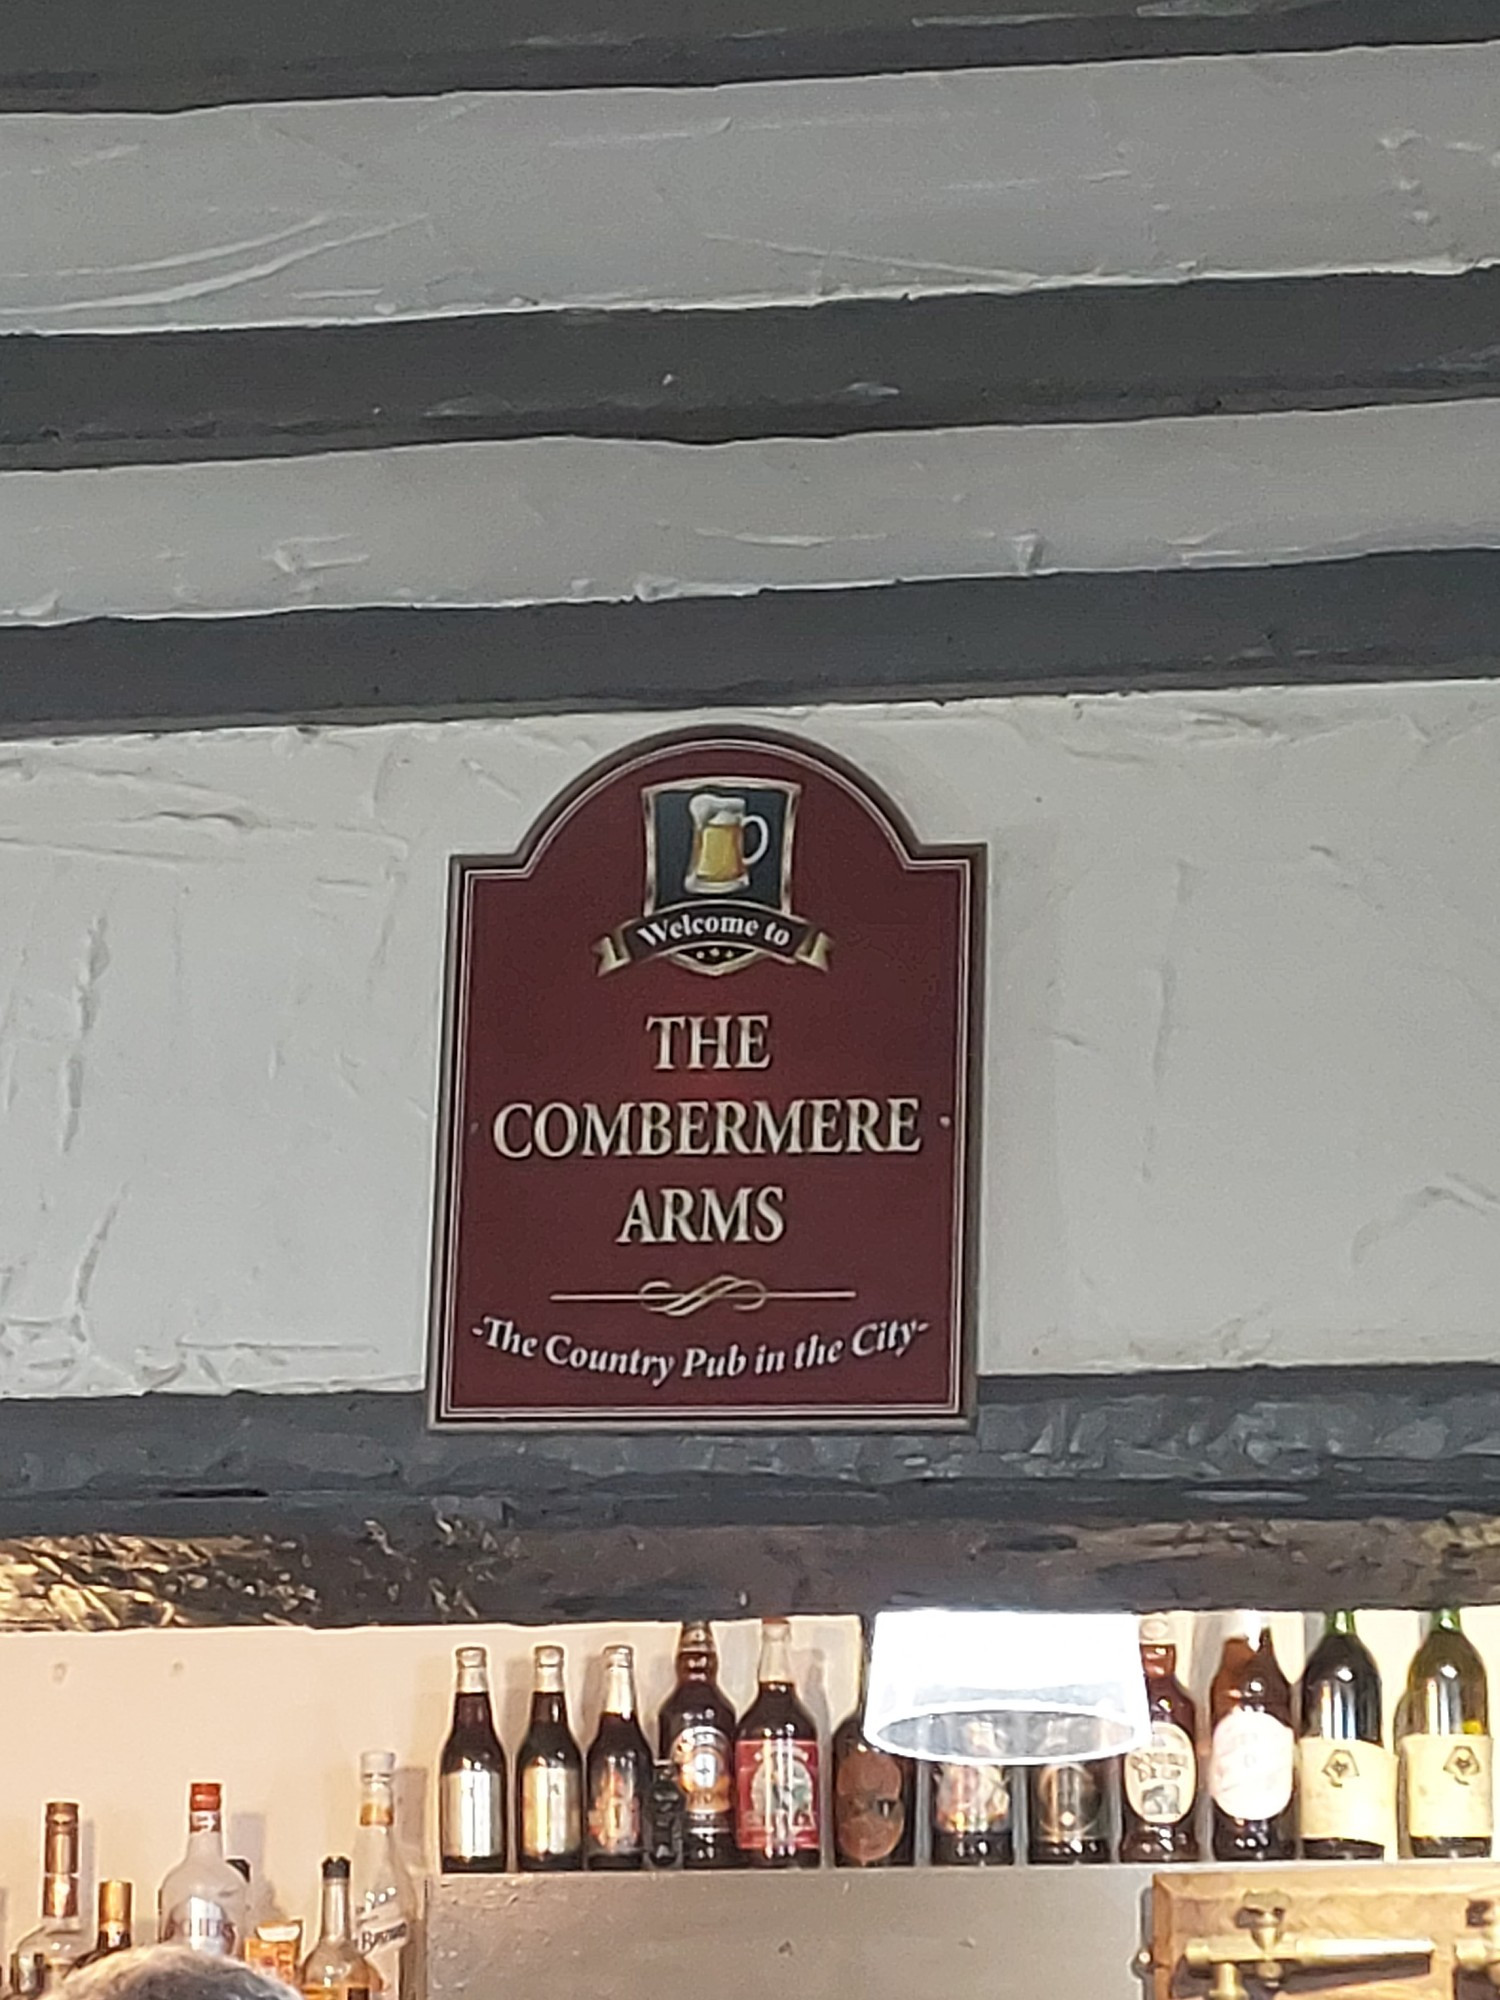 Welcome to
THE
COMBERMERE
ARMS
-The Country Pub in the City-